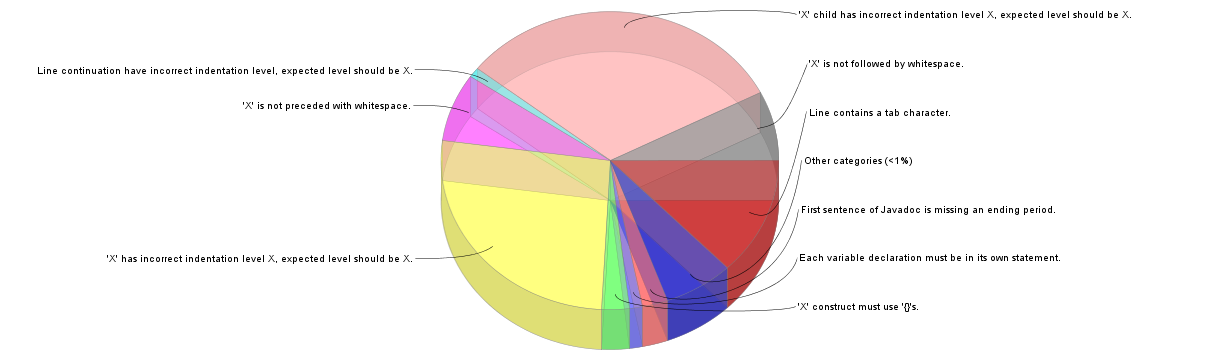 'X' child has incorrect indentation level X, expected level should be X.
'X' is not followed by whitespace.
Line continuation have incorrect indentation level, expected level should be X.
'X' is not preceded with whitespace.
Line contains a tab character.
Other categories (<1%)
First sentence of Javadoc is missing an ending period.
'X' has incorrect indentation level X, expected level should be X.
Each variable declaration must be in its own statement.
'X' construct must use '{}'s.